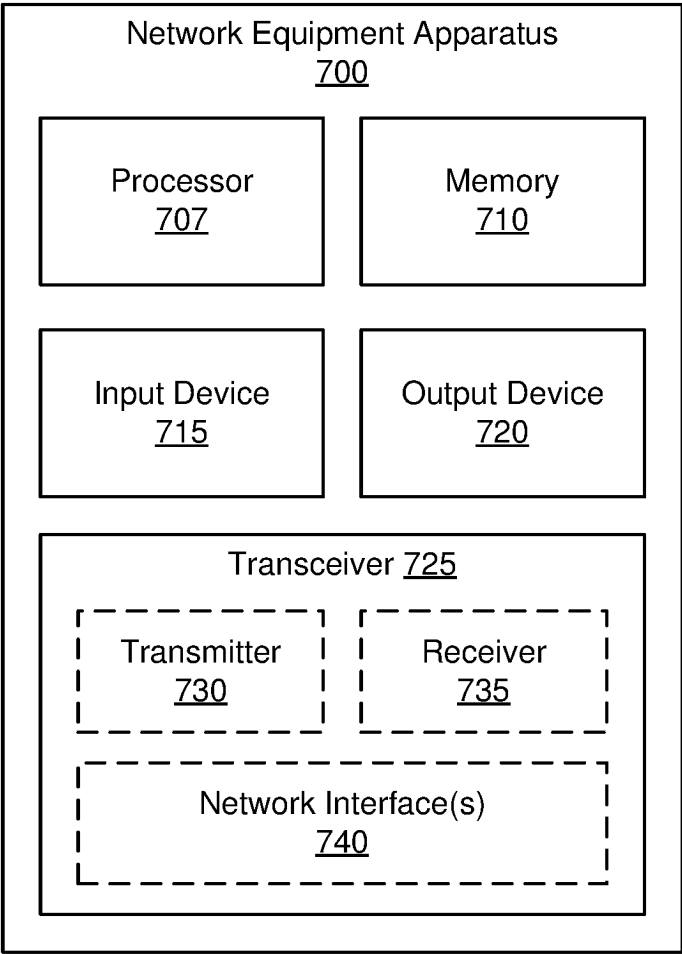 Network Equipment Apparatus
700
Processor
707
Memory
710
Input Device
715
Output Device
720
Transceiver 725
Transmitter
730
Receiver
735
Network Interface(s)
740